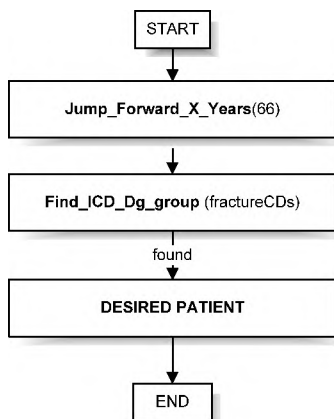 START
Jump_Forward_X_Years(66)
Find_ICD_Dg_group (fractureCDs)
found
DESIRED PATIENT
END